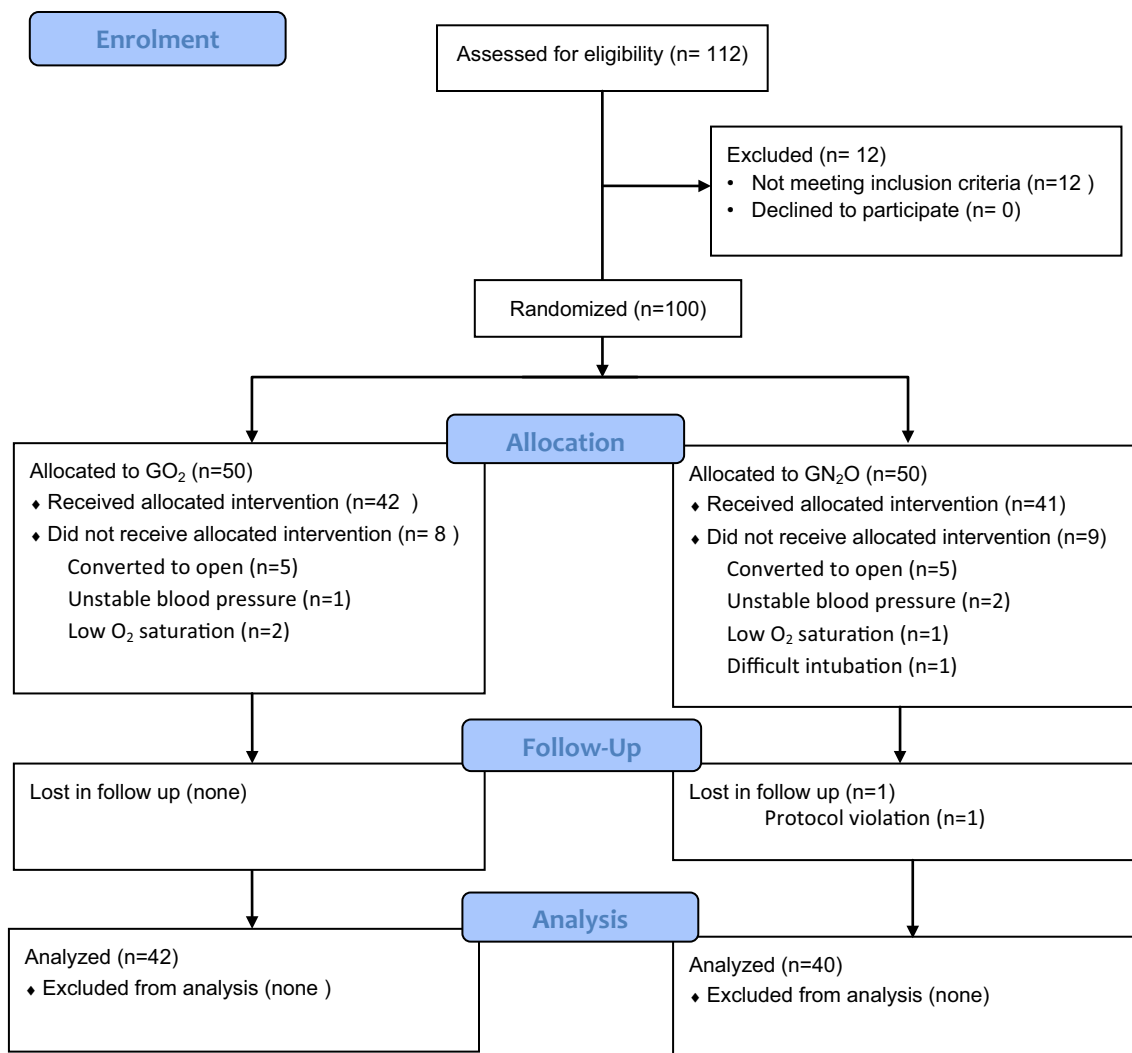 Enrolment
Assessed for eligibility (n= 112)
Excluded (n= 12)
• Not meeting inclusion criteria (n=12 )
• Declined to participate (n= 0)
Randomized (n=100)
Allocation
Allocated to GO₂ (n=50)
♦ Received allocated intervention (n=42 )
♦ Did not receive allocated intervention (n= 8 )
Converted to open (n=5)
Unstable blood pressure (n=1)
Low O₂ saturation (n=2)
Allocated to GN₂O (n=50)
♦ Received allocated intervention (n=41)
♦ Did not receive allocated intervention (n=9)
Converted to open (n=5)
Unstable blood pressure (n=2)
Low O₂ saturation (n=1)
Difficult intubation (n=1)
Follow-Up
Lost in follow up (none)
Lost in follow up (n=1)
Protocol violation (n=1)
Analysis
Analyzed (n=42)
♦ Excluded from analysis (none )
Analyzed (n=40)
♦ Excluded from analysis (none)